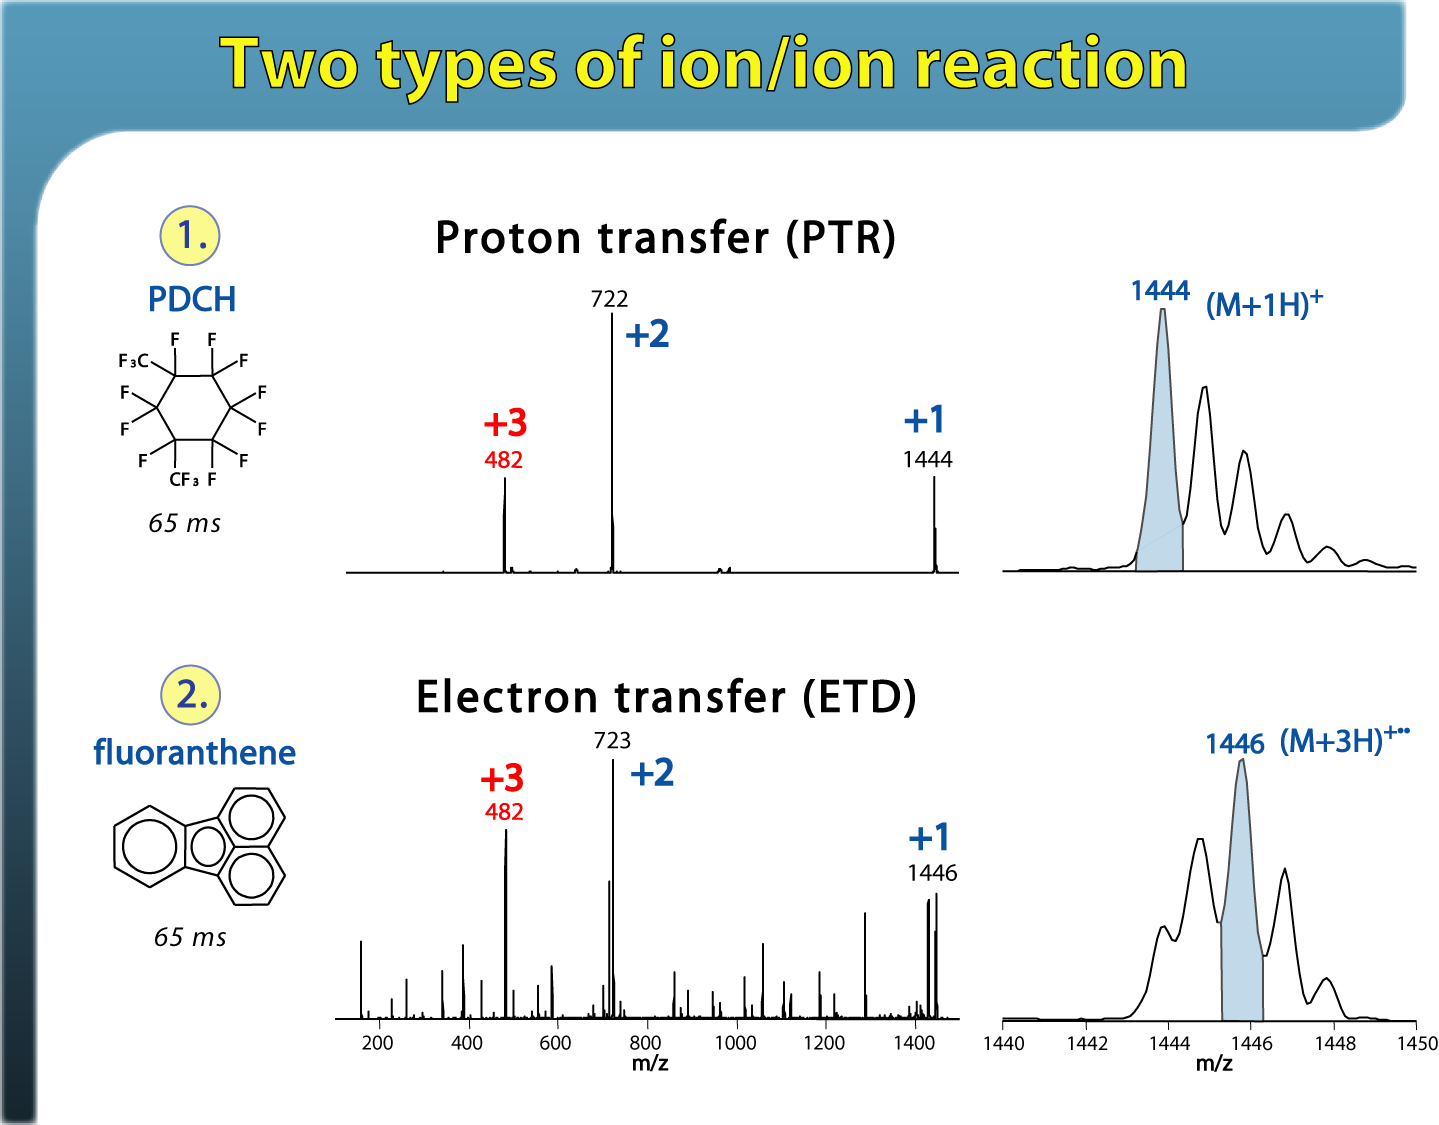 Two types of ion/ion reaction
1.
PDCH
F F
F₃C F
F F
F F
F F
CF₃ F
65 ms
Proton transfer (PTR)
722
+2
+3
482
+1
1444
1444 (M+1H)⁺
2.
fluoranthene
65 ms
Electron transfer (ETD)
723
+2
+3
482
+1
1446
200 400 600 800 1000 1200 1400
m/z
1446 (M+3H)⁺••
1440 1442 1444 1446 1448 1450
m/z